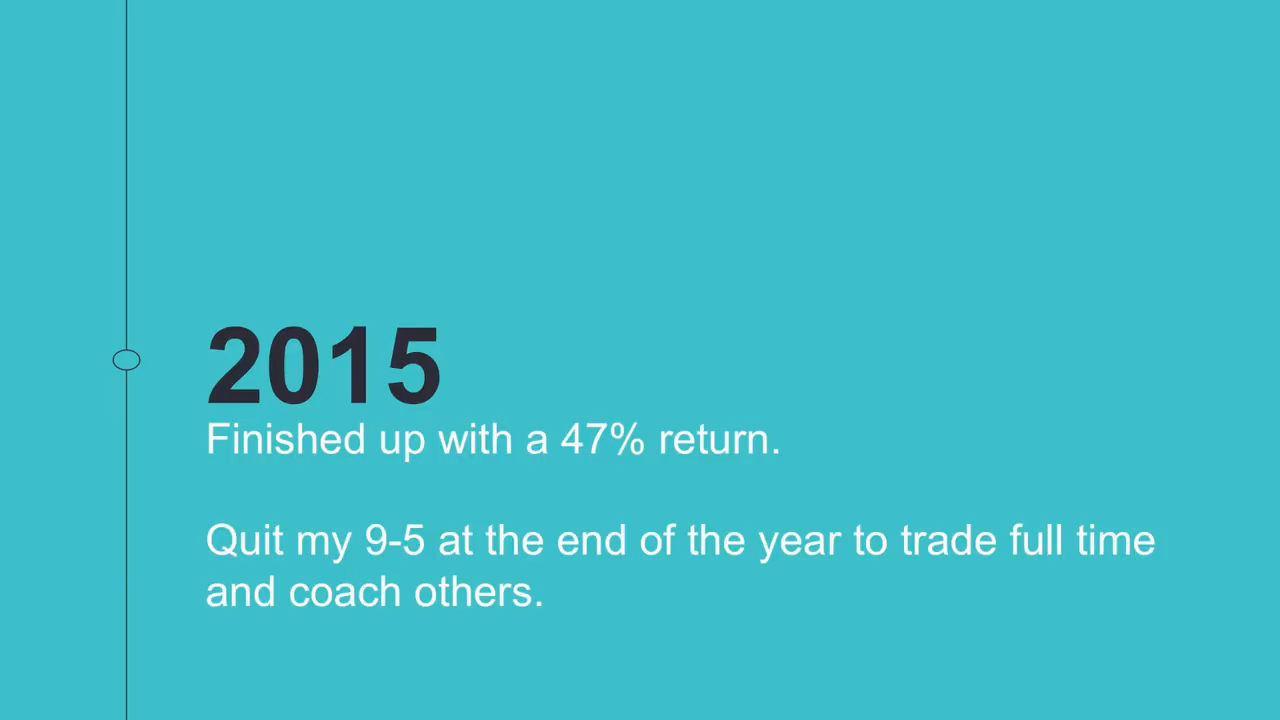 2015
Finished up with a 47% return.
Quit my 9-5 at the end of the year to trade full time
and coach others.